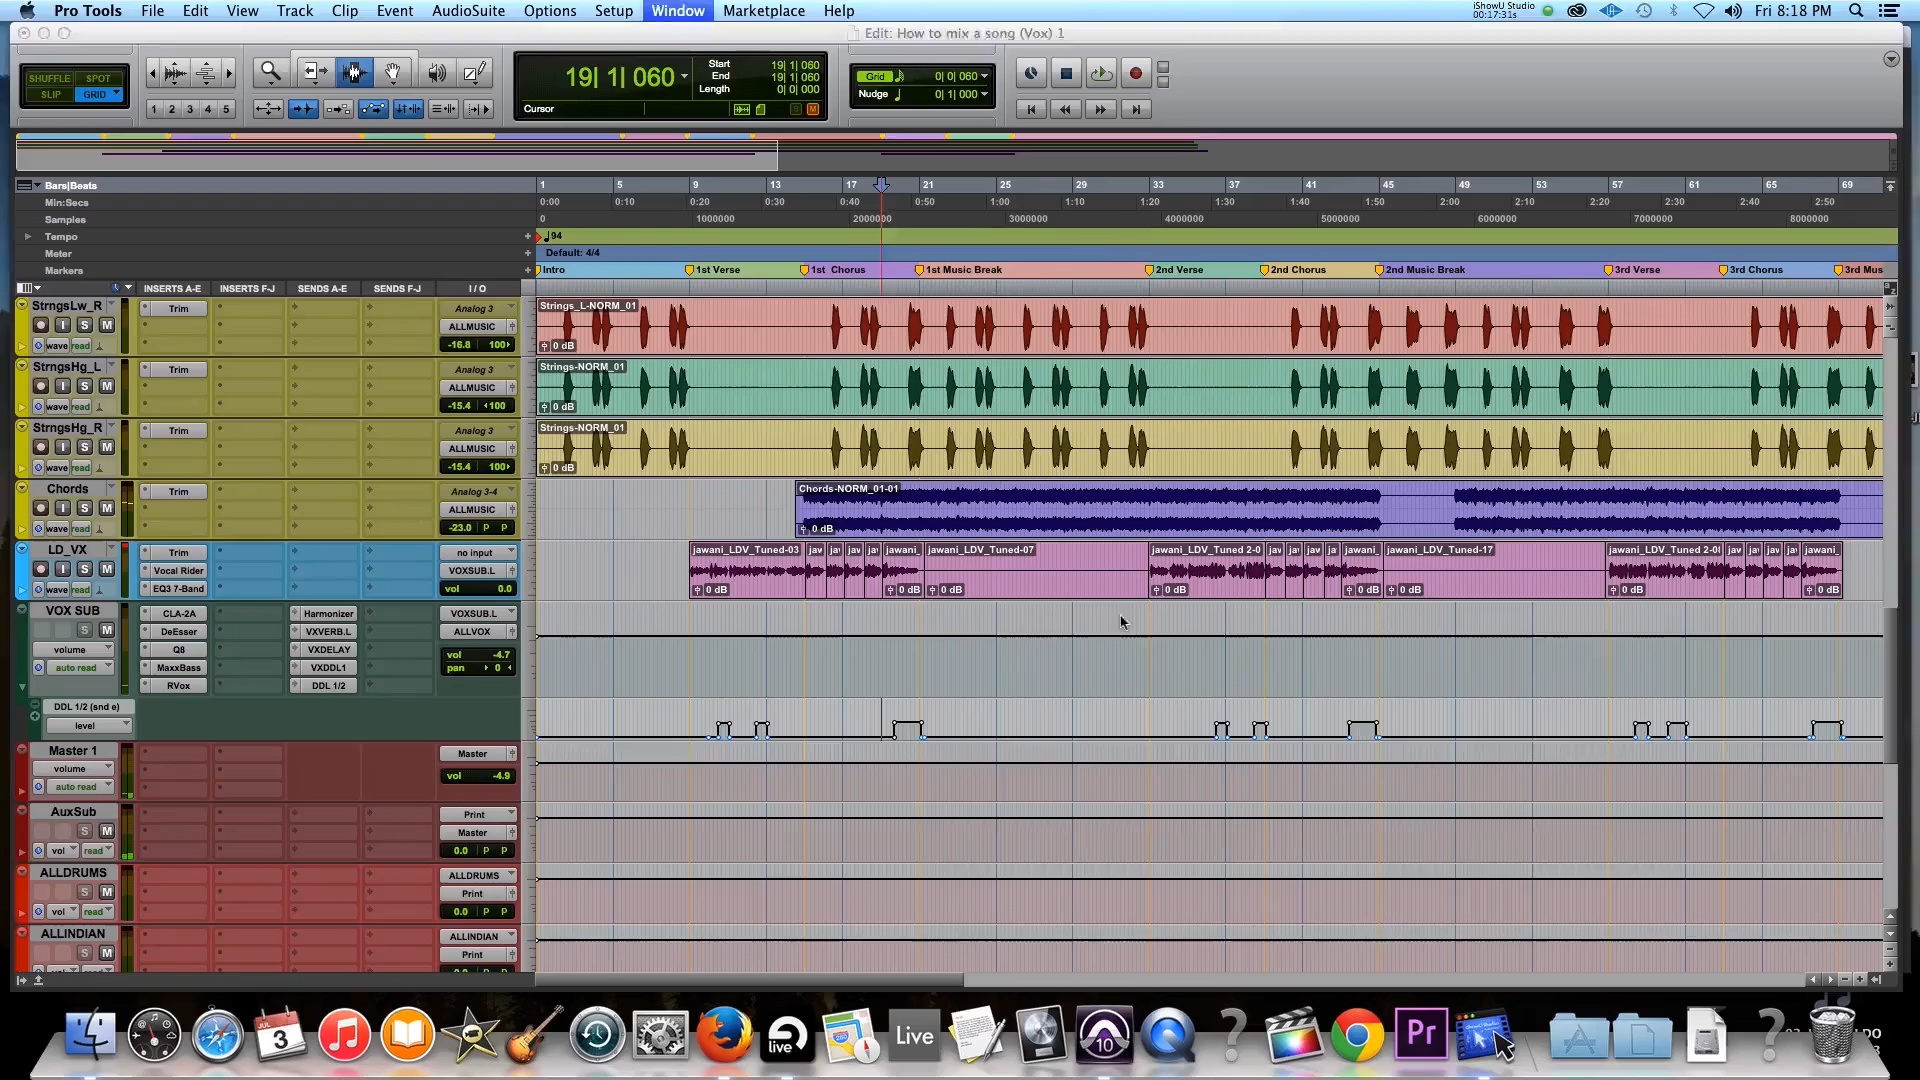 Pro Tools File Edit View Track Clip Event AudioSuite Options Setup Window Marketplace Help
iShowU Studio
00:17:31s
Fri 8:18 PM
Edit: How to mix a song (Vox) 1
SHUFFLE SPOT
SLIP GRID
1 2 3 4 5
19| 1| 060
Start 19| 1| 060
End 19| 1| 060
Length 0| 0| 000
Cursor
Grid 0| 0| 060
Nudge 0| 1| 000
Bars|Beats 1 5 9 13 17 21 25 29 33 37 41 45 49 53 57 61 65 69
Min:Secs 0:00 0:10 0:20 0:30 0:40 0:50 1:00 1:10 1:20 1:30 1:40 1:50 2:00 2:10 2:20 2:30 2:40 2:50
Samples 0 1000000 2000000 3000000 4000000 5000000 6000000 7000000 8000000
Tempo 94
Meter Default: 4/4
Markers Intro 1st Verse 1st Chorus 1st Music Break 2nd Verse 2nd Chorus 2nd Music Break 3rd Verse 3rd Chorus 3rd Mus
INSERTS A-E INSERTS F-J SENDS A-E SENDS F-J I / O
StrngsLw_R Trim Analog 3 Strings_L-NORM_01
I S M ALLMUSIC
wave read -16.8 100 0 dB
StrngsHg_L Trim Analog 3 Strings-NORM_01
I S M ALLMUSIC
wave read -15.4 100 0 dB
StrngsHg_R Trim Analog 3 Strings-NORM_01
I S M ALLMUSIC
wave read -15.4 100 0 dB
Chords Trim Analog 3-4 Chords-NORM_01-01
I S M ALLMUSIC
wave read -23.0 P P 0 dB
LD_VX Trim no input jawani_LDV_Tuned-03 jav jav jav jav jawani_ jawani_LDV_Tuned-07 jawani_LDV_Tuned 2-0 jav jav jav jav jawani_ jawani_LDV_Tuned-17 jawani_LDV_Tuned 2-0 jav jav jav jav jawani_
I S M Vocal Rider VOXSUB.L
wave read EQ3 7-Band vol 0.0 0 dB 0 dB 0 dB 0 dB 0 dB 0 dB 0 dB 0 dB
VOX SUB CLA-2A Harmonizer VOXSUB.L
S M DeEsser VXVERB.L ALLVOX
volume Q8 VXDELAY vol -4.7
auto read MaxxBass VXDDL1 pan 0
RVox DDL 1/2
DDL 1/2 (snd e)
level
Master 1 Master
volume vol -4.9
auto read
AuxSub Print
S M Master
vol read 0.0 P P
ALLDRUMS ALLDRUMS
S M Print
vol read 0.0 P P
ALLINDIAN ALLINDIAN
S M Print
JUL
3
live
280
Live
10
Pr